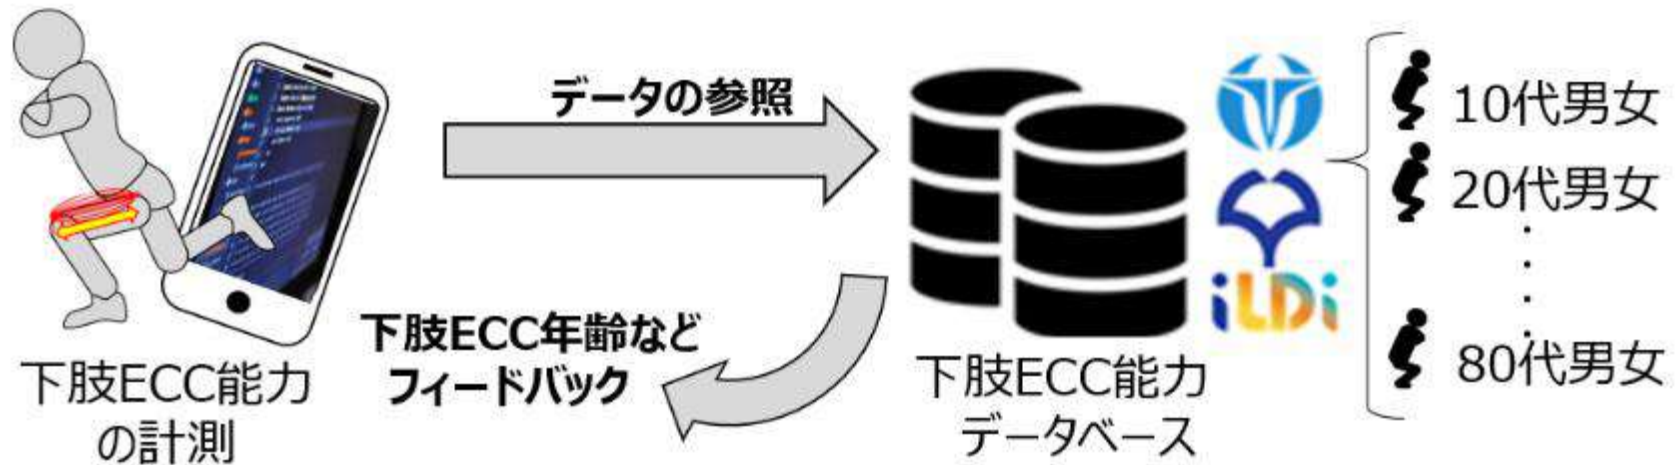 データの参照
下肢ECC年齢など
フィードバック
下肢ECC能力
の計測
下肢ECC能力
データベース
iLDi
10代男女
20代男女
80代男女